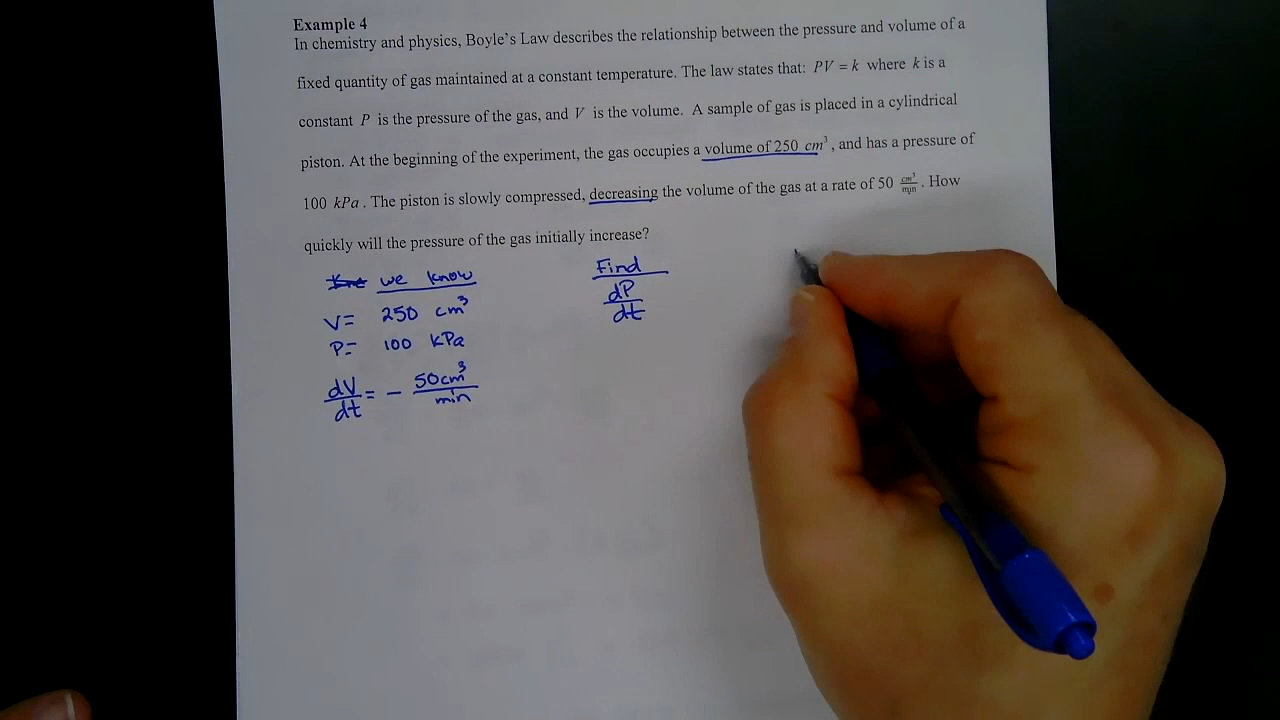 Example 4
In chemistry and physics, Boyle's Law describes the relationship between the pressure and volume of a
fixed quantity of gas maintained at a constant temperature. The law states that: PV = k where k is a
constant P is the pressure of the gas, and V is the volume. A sample of gas is placed in a cylindrical
piston. At the beginning of the experiment, the gas occupies a volume of 250 cm³, and has a pressure of
100 kPa. The piston is slowly compressed, decreasing the volume of the gas at a rate of 50 cm³/min. How
quickly will the pressure of the gas initially increase?
we know
V= 250 cm³
P= 100 kPa
dV/dt = - 50cm³/min
Find
dP/dt